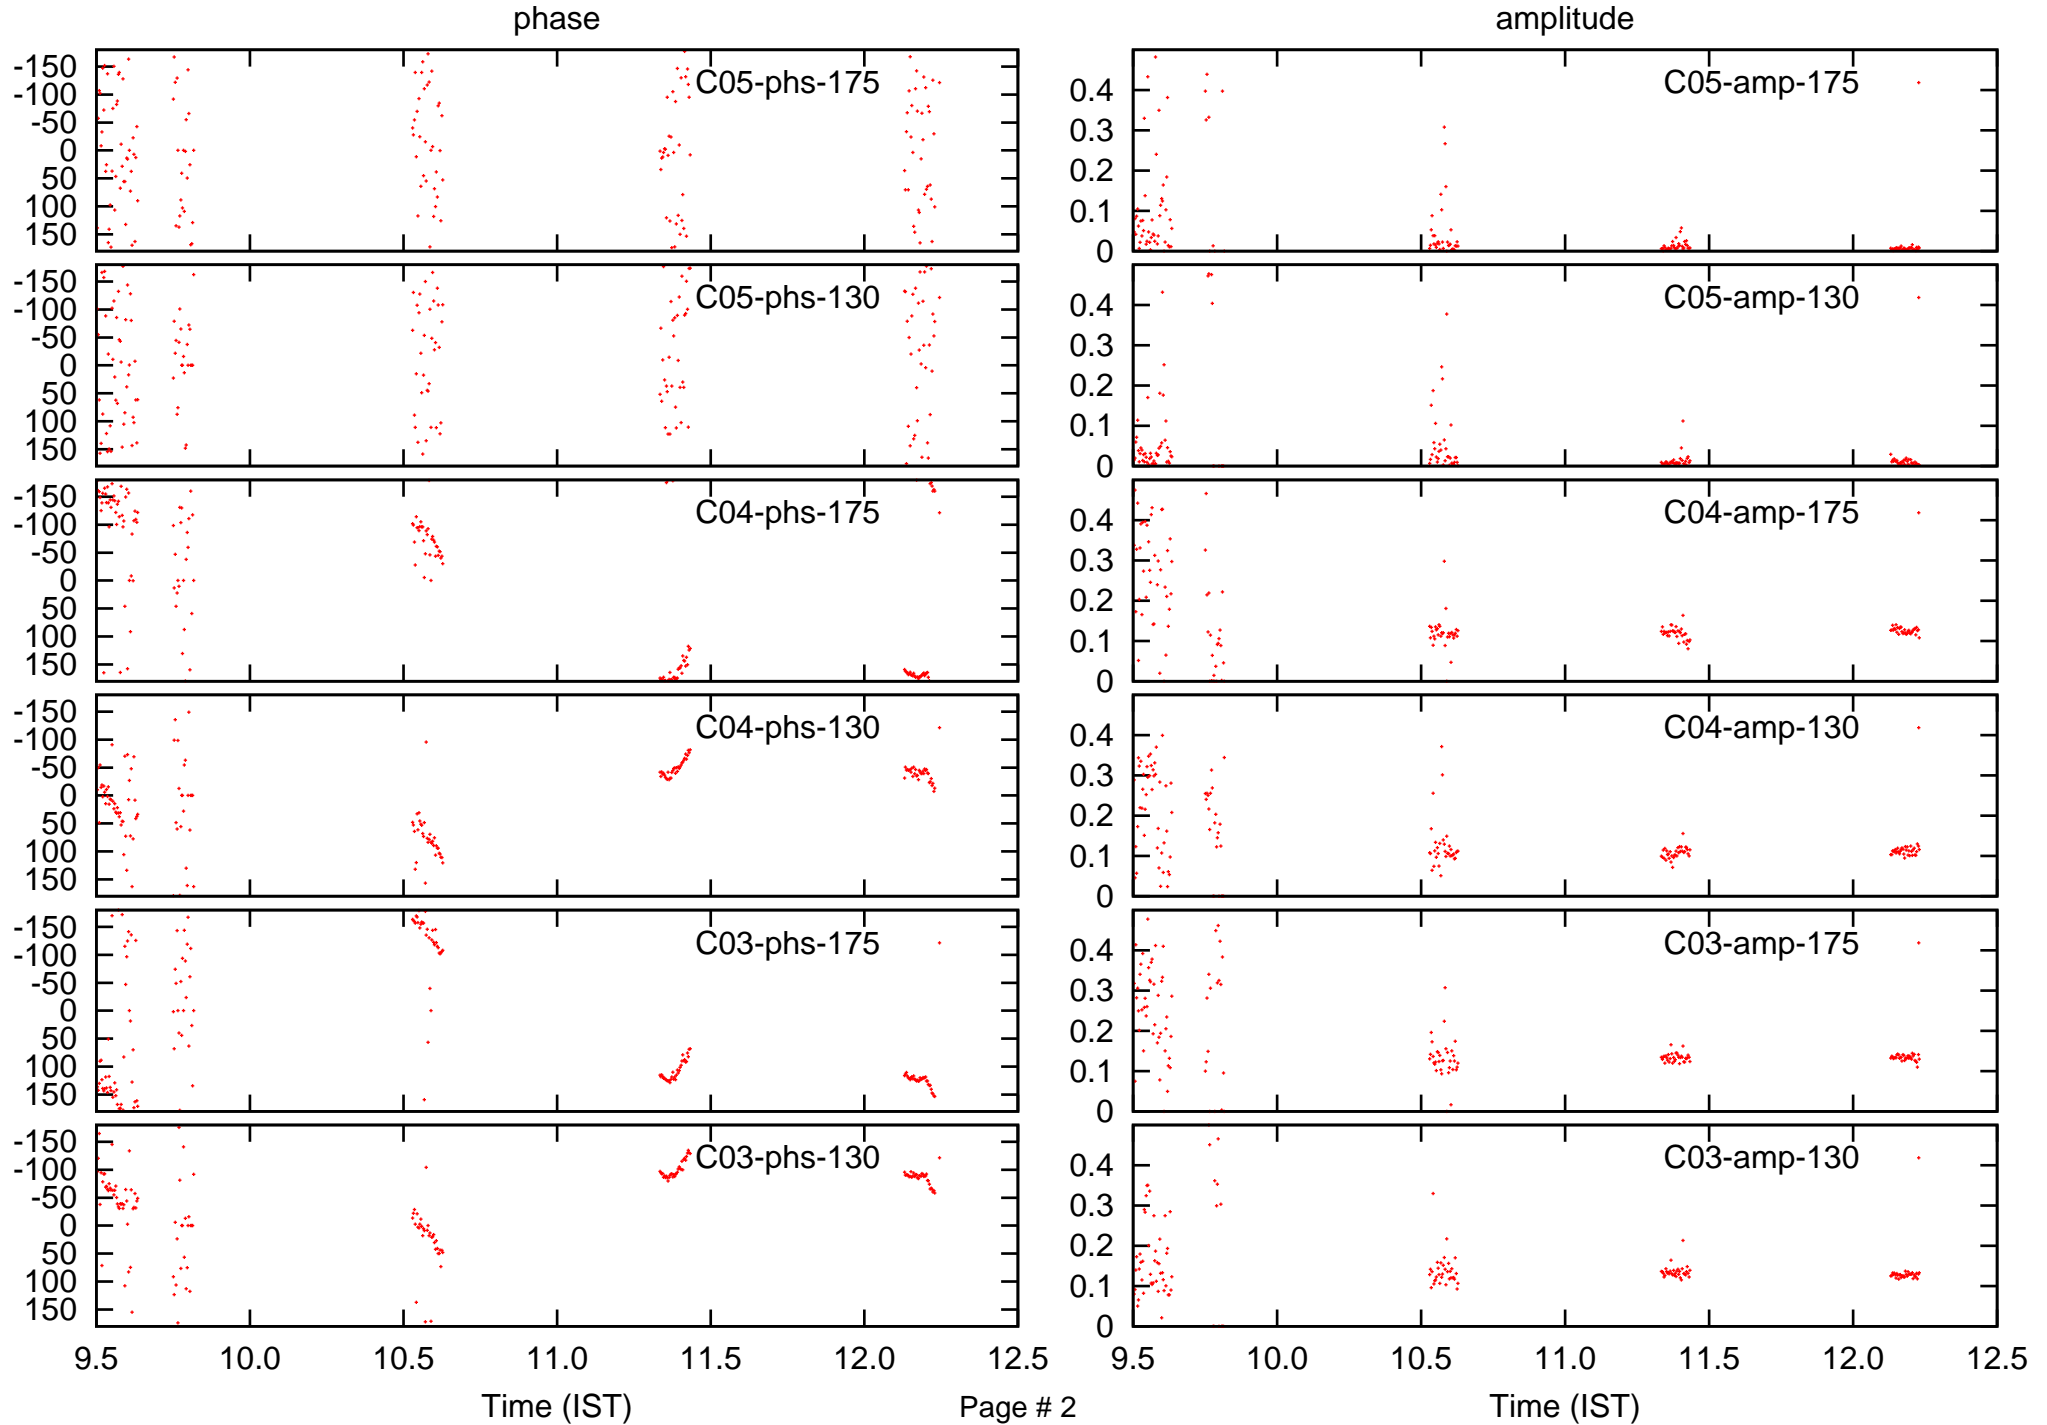 phase amplitude
-150 -100 -50 0 50 100 150 C05-phs-175 0.4 0.3 0.2 0.1 0 C05-amp-175
-150 -100 -50 0 50 100 150 C05-phs-130 0.4 0.3 0.2 0.1 0 C05-amp-130
-150 -100 -50 0 50 100 150 C04-phs-175 0.4 0.3 0.2 0.1 0 C04-amp-175
-150 -100 -50 0 50 100 150 C04-phs-130 0.4 0.3 0.2 0.1 0 C04-amp-130
-150 -100 -50 0 50 100 150 C03-phs-175 0.4 0.3 0.2 0.1 0 C03-amp-175
-150 -100 -50 0 50 100 150 C03-phs-130 0.4 0.3 0.2 0.1 0 C03-amp-130
9.5 10.0 10.5 11.0 11.5 12.0 12.5 9.5 10.0 10.5 11.0 11.5 12.0 12.5
Time (IST) Page # 2 Time (IST)